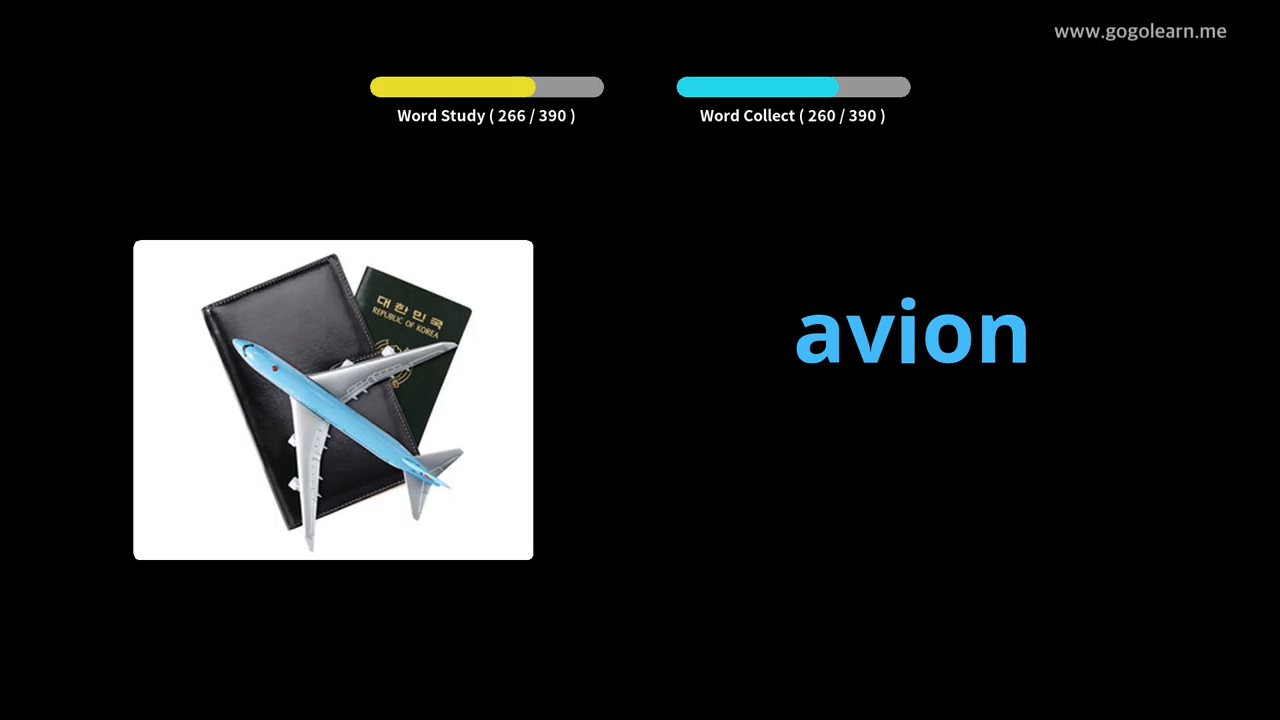 www.gogolearn.me
Word Study ( 266 / 390 )
Word Collect ( 260 / 390 )
대한민국
REPUBLIC OF KOREA
avion